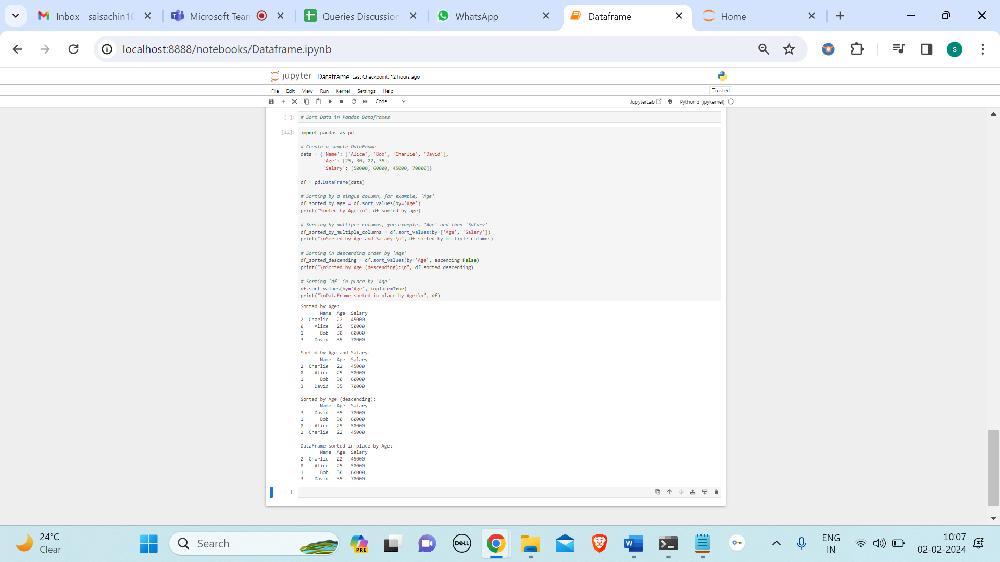 Inbox - saisachin16
Microsoft Team
Queries Discussion
WhatsApp
Dataframe
Home
localhost:8888/notebooks/Dataframe.ipynb
S
jupyter Dataframe Last Checkpoint: 12 hours ago
File Edit View Run Kernel Settings Help
Trusted
Code
JupyterLab
Python 3 (ipykernel)
[ ]: # Sort Data in Pandas Dataframes
[12]: import pandas as pd
# Create a sample DataFrame
data = {'Name': ['Alice', 'Bob', 'Charlie', 'David'],
        'Age': [25, 30, 22, 35],
        'Salary': [50000, 60000, 45000, 70000]}
df = pd.DataFrame(data)
# Sorting by a single column, for example, 'Age'
df_sorted_by_age = df.sort_values(by='Age')
print("Sorted by Age:\n", df_sorted_by_age)
# Sorting by multiple columns, for example, 'Age' and then 'Salary'
df_sorted_by_multiple_columns = df.sort_values(by=['Age', 'Salary'])
print("\nSorted by Age and Salary:\n", df_sorted_by_multiple_columns)
# Sorting in descending order by 'Age'
df_sorted_descending = df.sort_values(by='Age', ascending=False)
print("\nSorted by Age (descending):\n", df_sorted_descending)
# Sorting 'df' in-place by 'Age'
df.sort_values(by='Age', inplace=True)
print("\nDataFrame sorted in-place by Age:\n", df)
Sorted by Age:
       Name  Age  Salary
2  Charlie   22   45000
0    Alice   25   50000
1      Bob   30   60000
3    David   35   70000
Sorted by Age and Salary:
       Name  Age  Salary
2  Charlie   22   45000
0    Alice   25   50000
1      Bob   30   60000
3    David   35   70000
Sorted by Age (descending):
       Name  Age  Salary
3    David   35   70000
1      Bob   30   60000
0    Alice   25   50000
2  Charlie   22   45000
DataFrame sorted in-place by Age:
       Name  Age  Salary
2  Charlie   22   45000
0    Alice   25   50000
1      Bob   30   60000
3    David   35   70000
[ ]:
24°C
Clear
Search
PRE
DELL
W
ENG
IN
10:07
02-02-2024